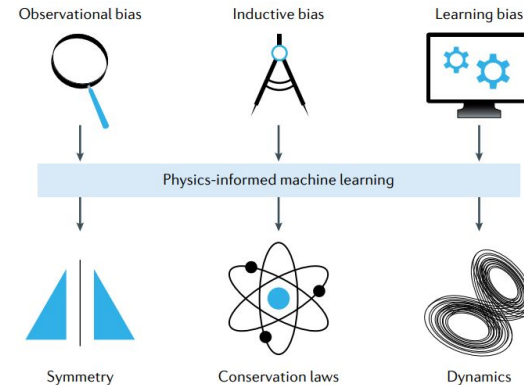 Observational bias
Inductive bias
Learning bias
Physics-informed machine learning
Symmetry
Conservation laws
Dynamics